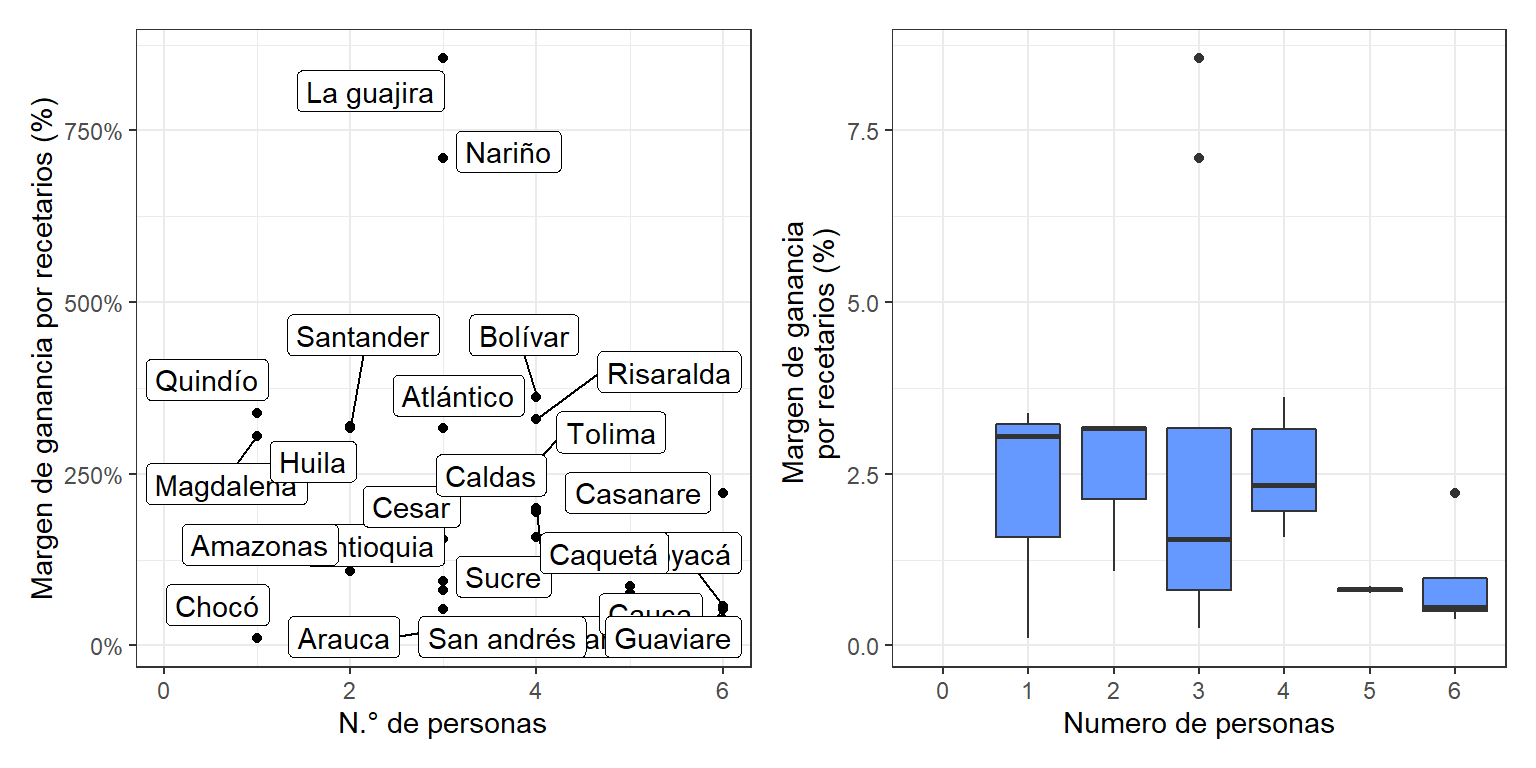 Margen de ganancia por recetarios (%)
750%
500%
250%
0%
La guajira
Nariño
Santander
Bolívar
Risaralda
Quindío
Atlántico
Tolima
Huila
Caldas
Magdalena
Casanare
Cesar
Amazonas
Caquetá
Sucre
Chocó
Cauca
Arauca
San andrés
Guaviare
0 2 4 6
N.° de personas
Margen de ganancia
por recetarios (%)
7.5
5.0
2.5
0.0
0 1 2 3 4 5 6
Numero de personas